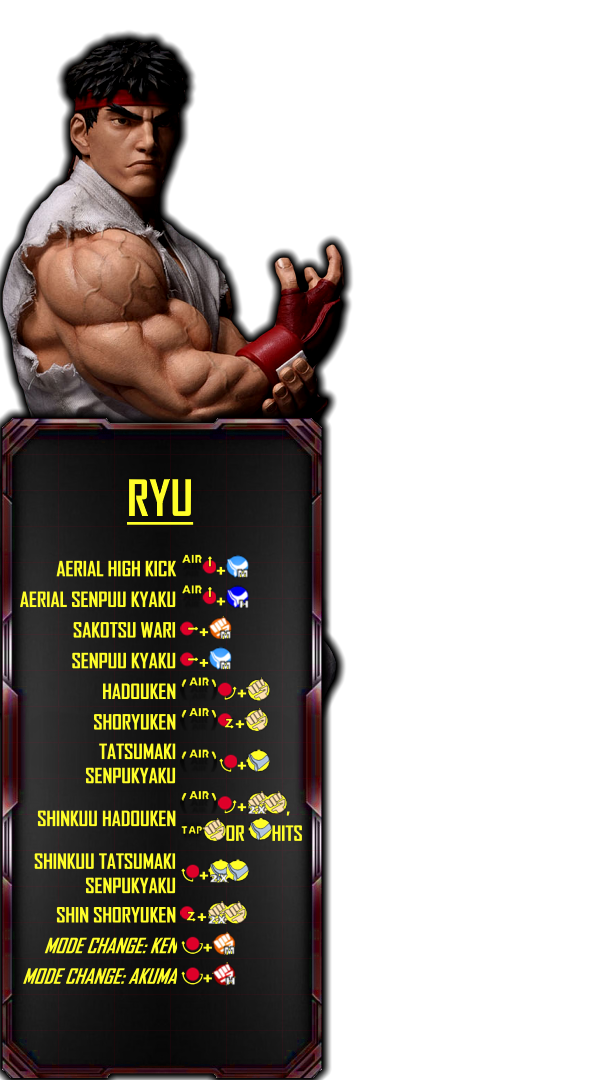 RYU
AERIAL HIGH KICK AIR + M
AERIAL SENPUU KYAKU AIR + H
SAKOTSU WARI + M
SENPUU KYAKU + M
HADOUKEN (AIR) +
SHORYUKEN (AIR) Z +
TATSUMAKI
SENPUKYAKU (AIR) +
SHINKUU HADOUKEN (AIR) + 2X,
TAP OR HITS
SHINKUU TATSUMAKI
SENPUKYAKU + 2X
SHIN SHORYUKEN Z + 2X
MODE CHANGE: KEN + M
MODE CHANGE: AKUMA +